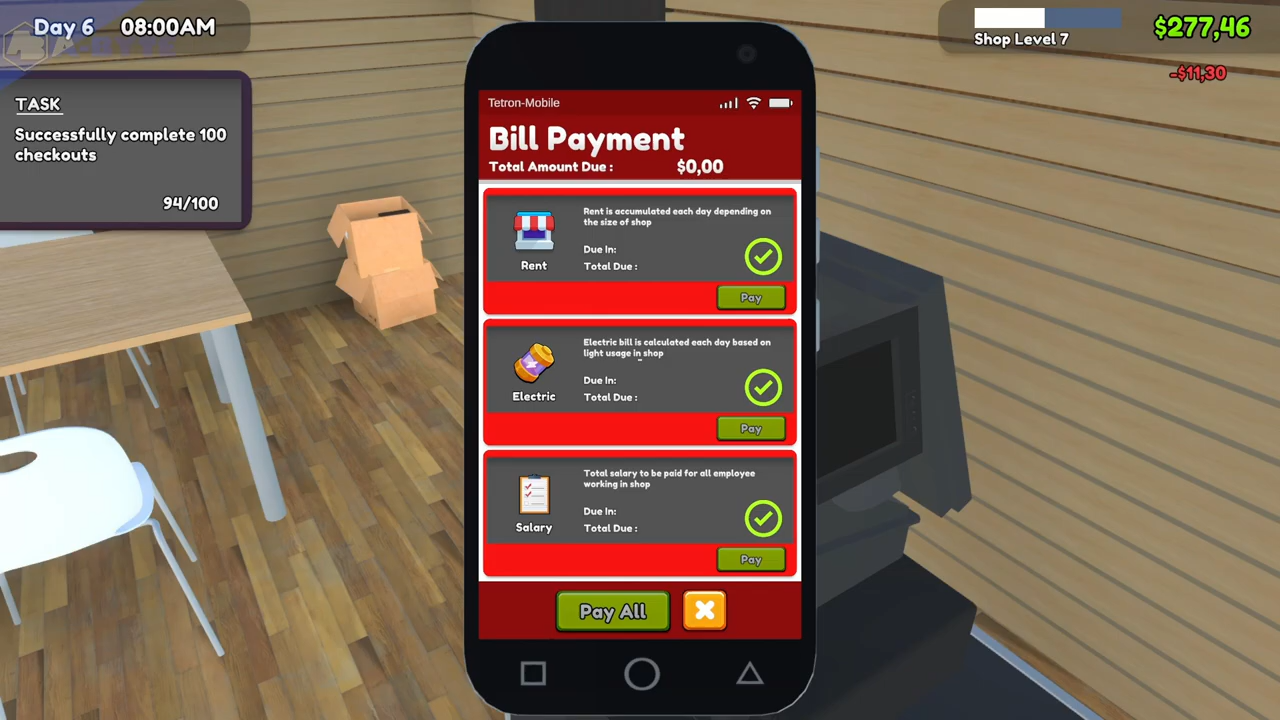 Day 6 08:00AM
TASK
Successfully complete 100
checkouts
94/100
Shop Level 7
$277,46
-$11,30
Tetron-Mobile
Bill Payment
Total Amount Due : $0,00
Rent is accumulated each day depending on
the size of shop
Due In:
Total Due :
Rent
Pay
Electric bill is calculated each day based on
light usage in shop
Due In:
Total Due :
Electric
Pay
Total salary to be paid for all employee
working in shop
Due In:
Total Due :
Salary
Pay
Pay All